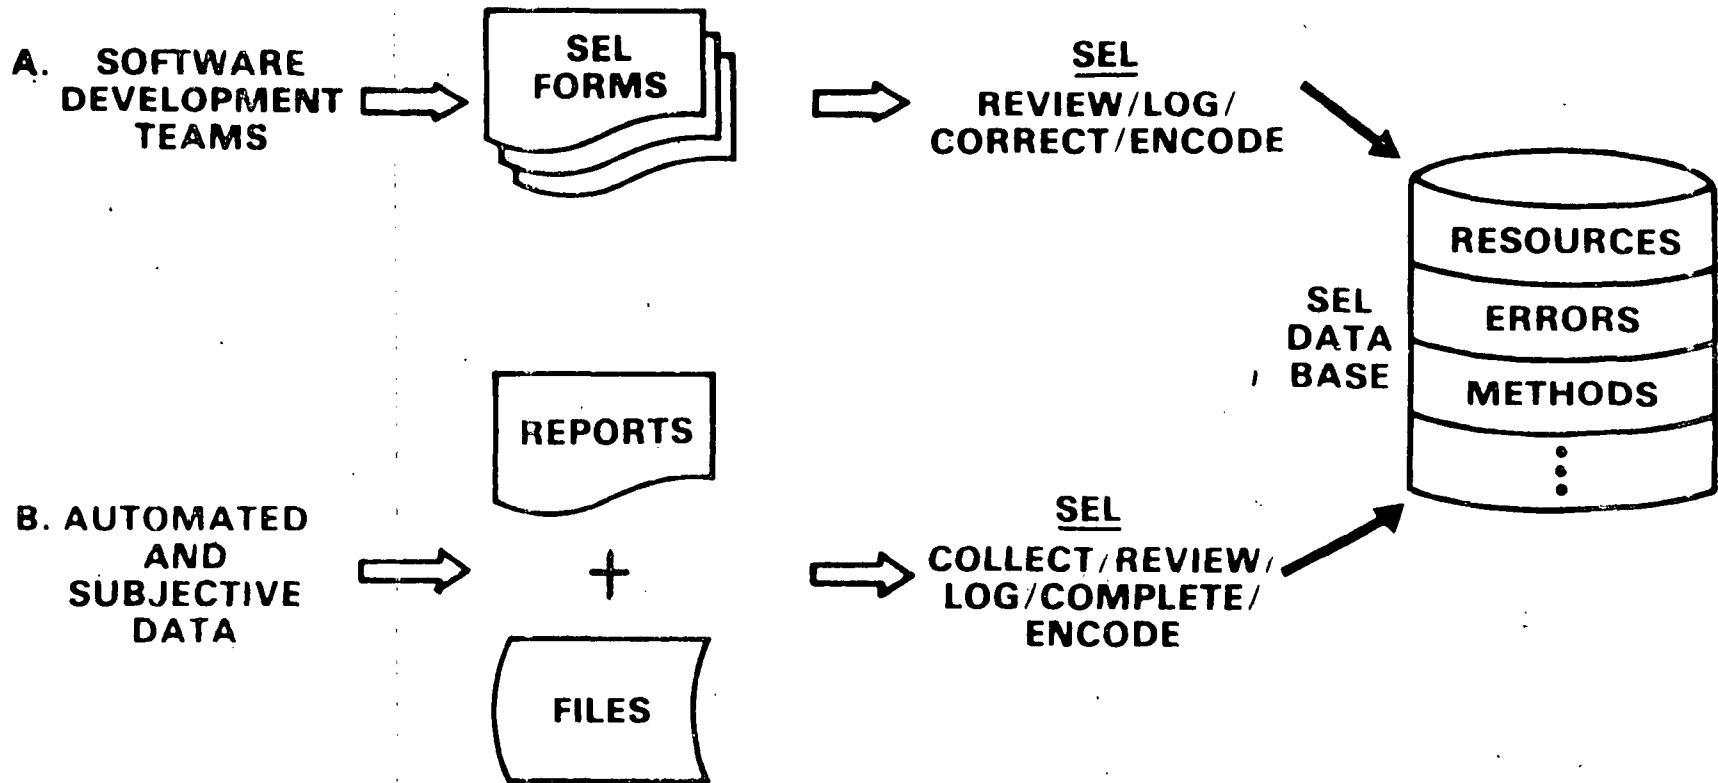 A. SOFTWARE
DEVELOPMENT
TEAMS
SEL
FORMS
SEL
REVIEW/LOG/
CORRECT/ENCODE
B. AUTOMATED
AND
SUBJECTIVE
DATA
REPORTS
+
FILES
SEL
COLLECT/REVIEW/
LOG/COMPLETE/
ENCODE
SEL
DATA
BASE
RESOURCES
ERRORS
METHODS